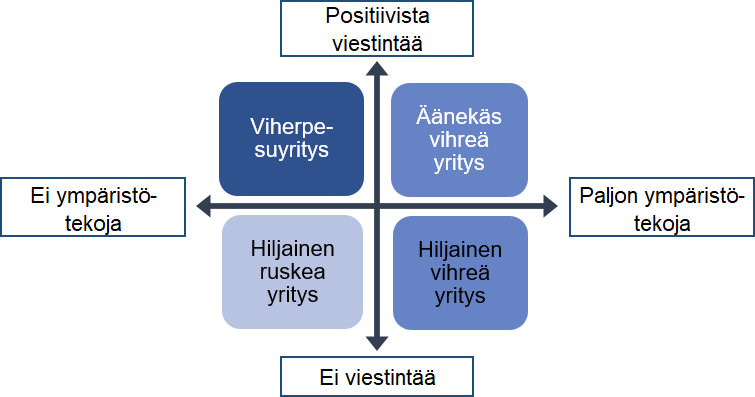 Positiivista
viestintää
Viherpe-
suyritys
Äänekäs
vihreä
yritys
Ei ympäristö-
tekoja
Paljon ympäristö-
tekoja
Hiljainen
ruskea
yritys
Hiljainen
vihreä
yritys
Ei viestintää